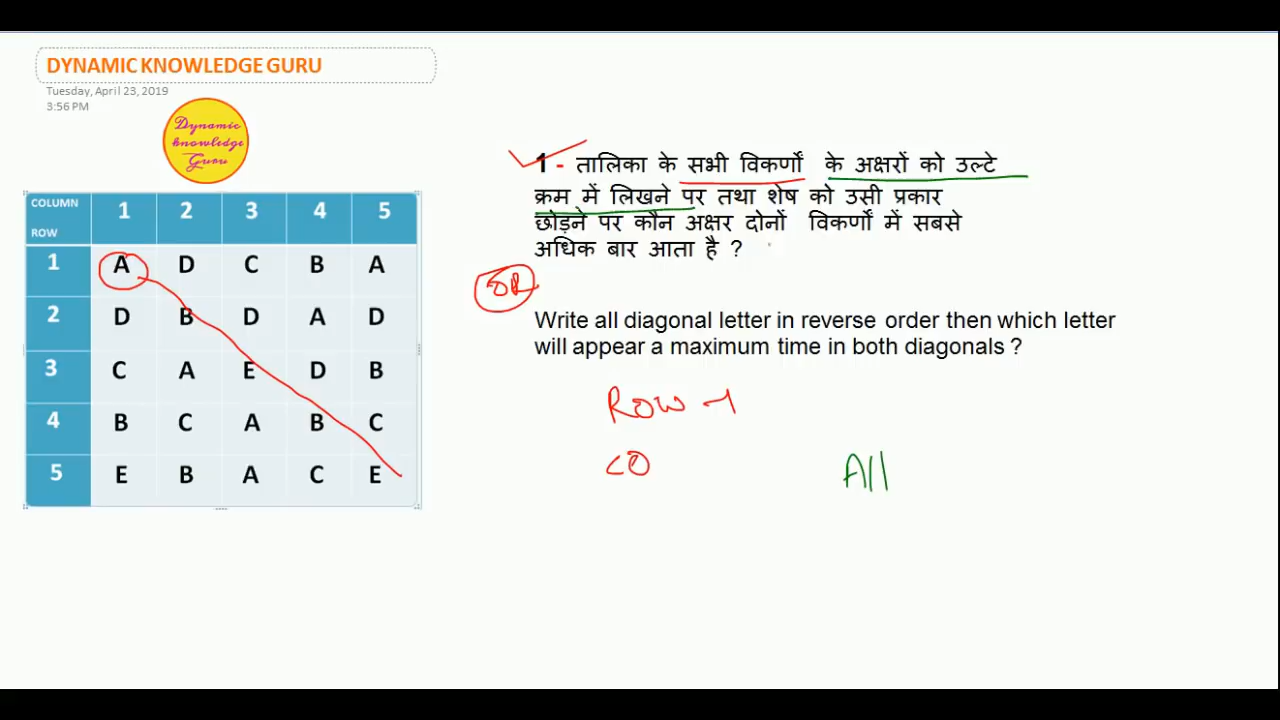 DYNAMIC KNOWLEDGE GURU
Tuesday, April 23, 2019
3:56 PM
Dynamic
knowledge
Guru
COLUMN 1 2 3 4 5
ROW
1 A D C B A
2 D B D A D
3 C A E D B
4 B C A B C
5 E B A C E
1 - तालिका के सभी विकर्णों के अक्षरों को उल्टे
क्रम में लिखने पर तथा शेष को उसी प्रकार
छोड़ने पर कौन अक्षर दोनों विकर्णों में सबसे
अधिक बार आता है ?
OR
Write all diagonal letter in reverse order then which letter
will appear a maximum time in both diagonals ?
Row -1
CO
All